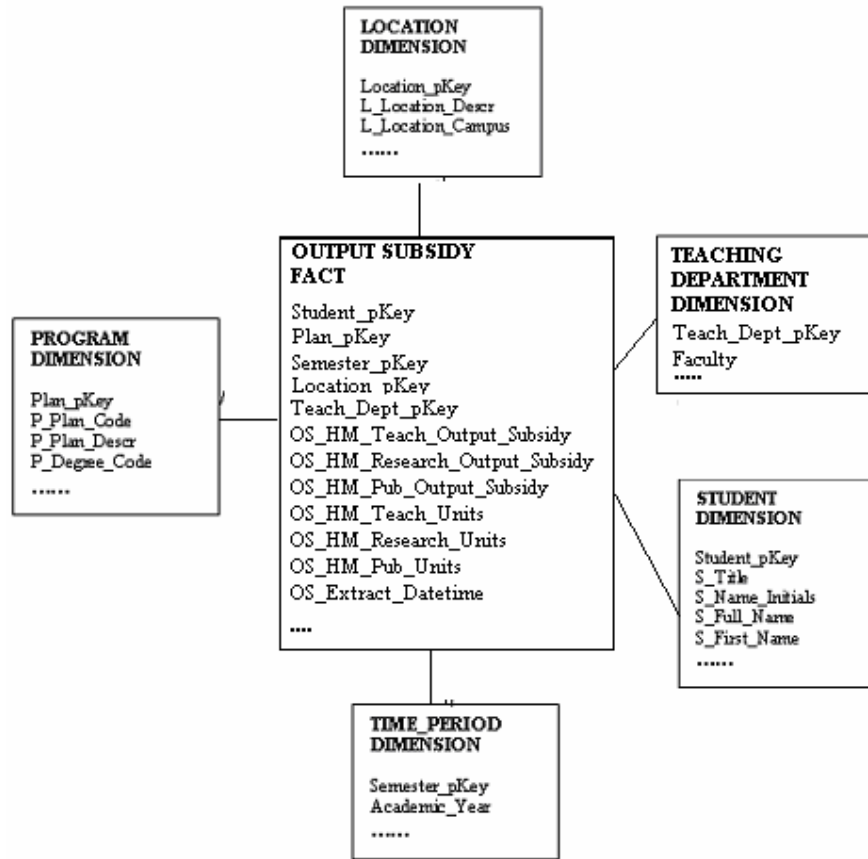 LOCATION
DIMENSION
Location_pKey
L_Location_Descr
L_Location_Campus
......
OUTPUT SUBSIDY
FACT
Student_pKey
Plan_pKey
Semester_pKey
Location_pKey
Teach_Dept_pKey
OS_HM_Teach_Output_Subsidy
OS_HM_Research_Output_Subsidy
OS_HM_Pub_Output_Subsidy
OS_HM_Teach_Units
OS_HM_Research_Units
OS_HM_Pub_Units
OS_Extract_Datetime
....
TEACHING
DEPARTMENT
DIMENSION
Teach_Dept_pKey
Faculty
.....
PROGRAM
DIMENSION
Plan_pKey
P_Plan_Code
P_Plan_Descr
P_Degree_Code
......
STUDENT
DIMENSION
Student_pKey
S_Title
S_Name_Initials
S_Full_Name
S_First_Name
......
TIME_PERIOD
DIMENSION
Semester_pKey
Academic_Year
......